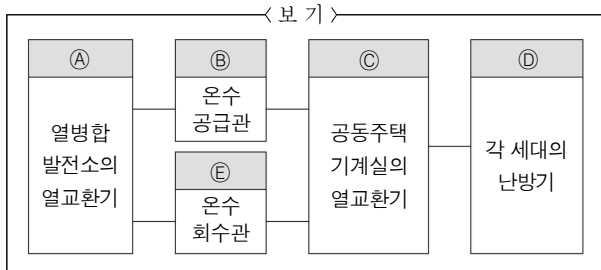 〈보 기〉
Ⓐ
열병합
발전소의
열교환기
Ⓑ
온수
공급관
Ⓔ
온수
회수관
Ⓒ
공동주택
기계실의
열교환기
Ⓓ
각 세대의
난방기